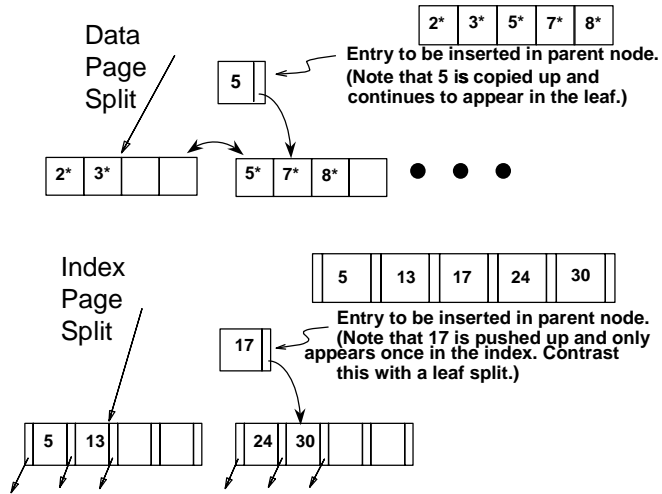 2* 3* 5* 7* 8*
Data
Page
Split
Entry to be inserted in parent node.
(Note that 5 is copied up and
continues to appear in the leaf.)
5
2* 3*
5* 7* 8*
Index
Page
Split
5 13 17 24 30
Entry to be inserted in parent node.
(Note that 17 is pushed up and only
appears once in the index. Contrast
this with a leaf split.)
17
5 13
24 30